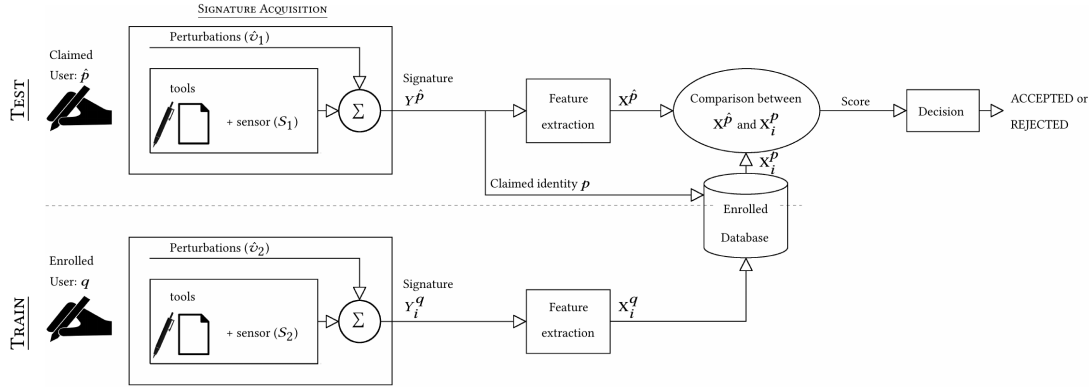 SIGNATURE ACQUISITION
TEST
Claimed
User: p̂
Perturbations (v̂₁)
tools
+ sensor (S₁)
Σ
Signature
Y^p̂
Feature
extraction
X^p̂
Comparison between
X^p̂ and X_i^p
Score
Decision
ACCEPTED or
REJECTED
X_i^p
Claimed identity p
Enrolled
Database
TRAIN
Enrolled
User: q
Perturbations (v̂₂)
tools
+ sensor (S₂)
Σ
Signature
Y_i^q
Feature
extraction
X_i^q